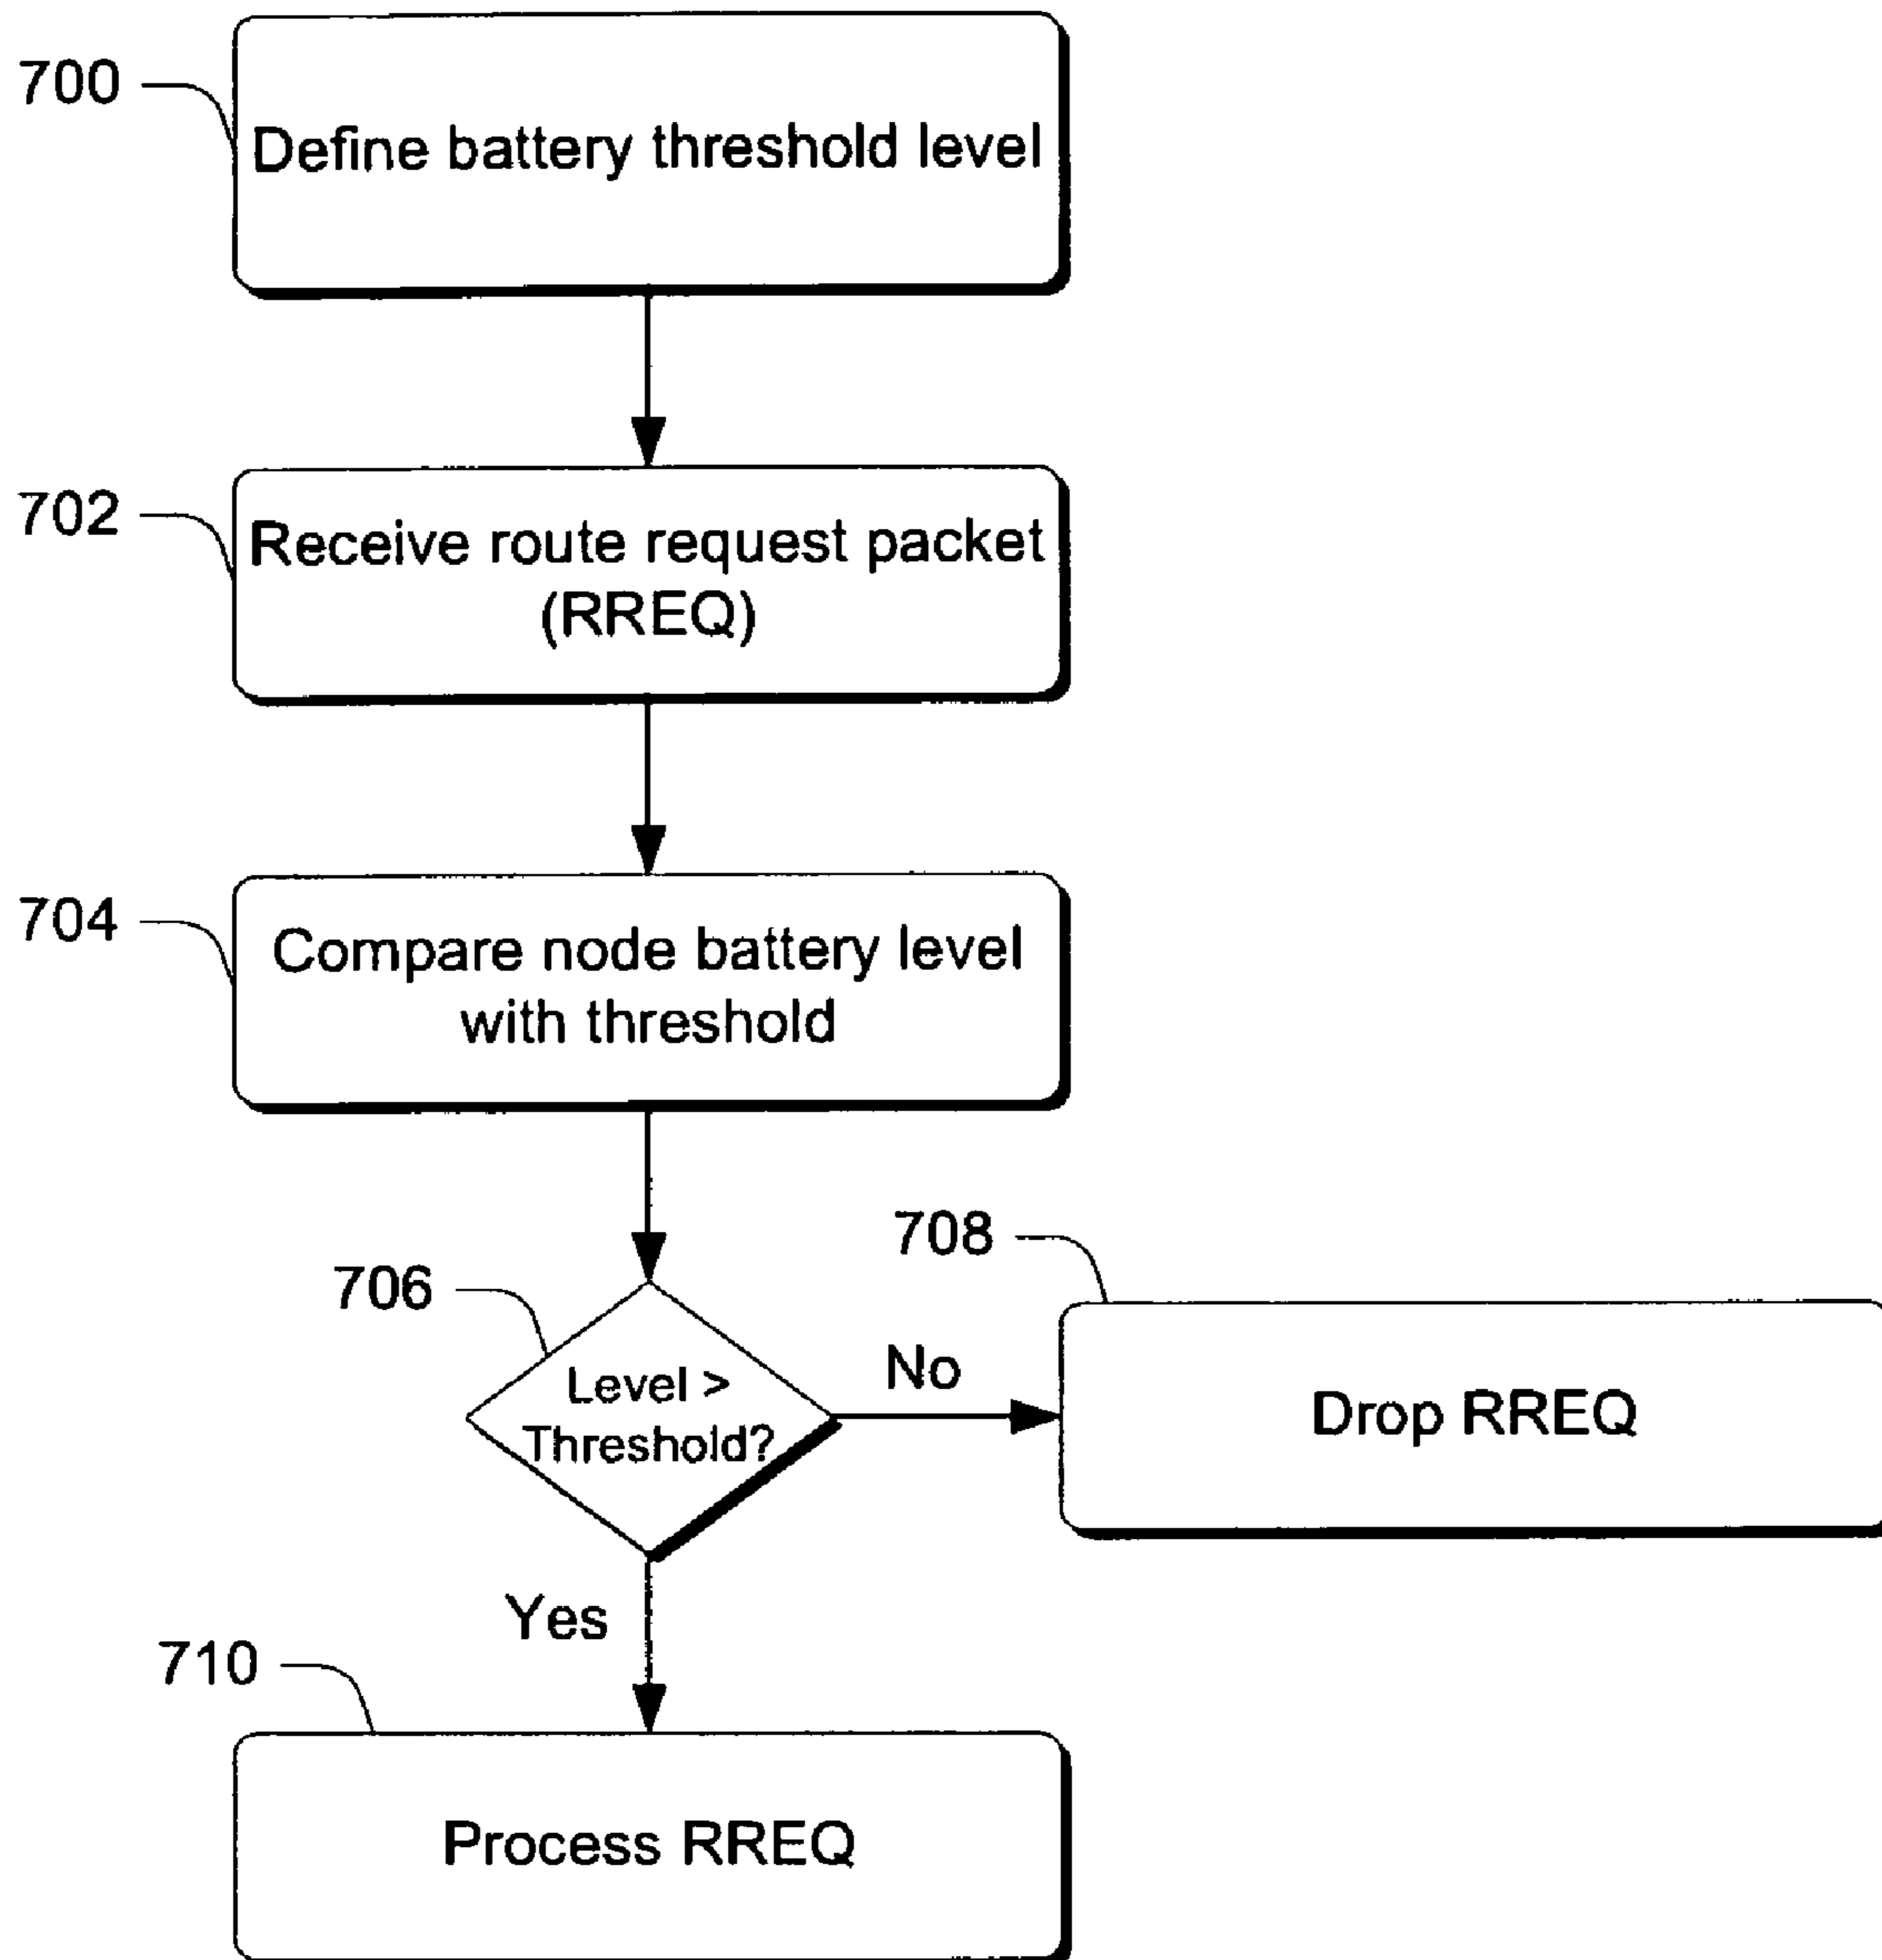 700
Define battery threshold level
702
Receive route request packet
(RREQ)
704
Compare node battery level
with threshold
706
Level >
Threshold?
No
708
Drop RREQ
Yes
710
Process RREQ